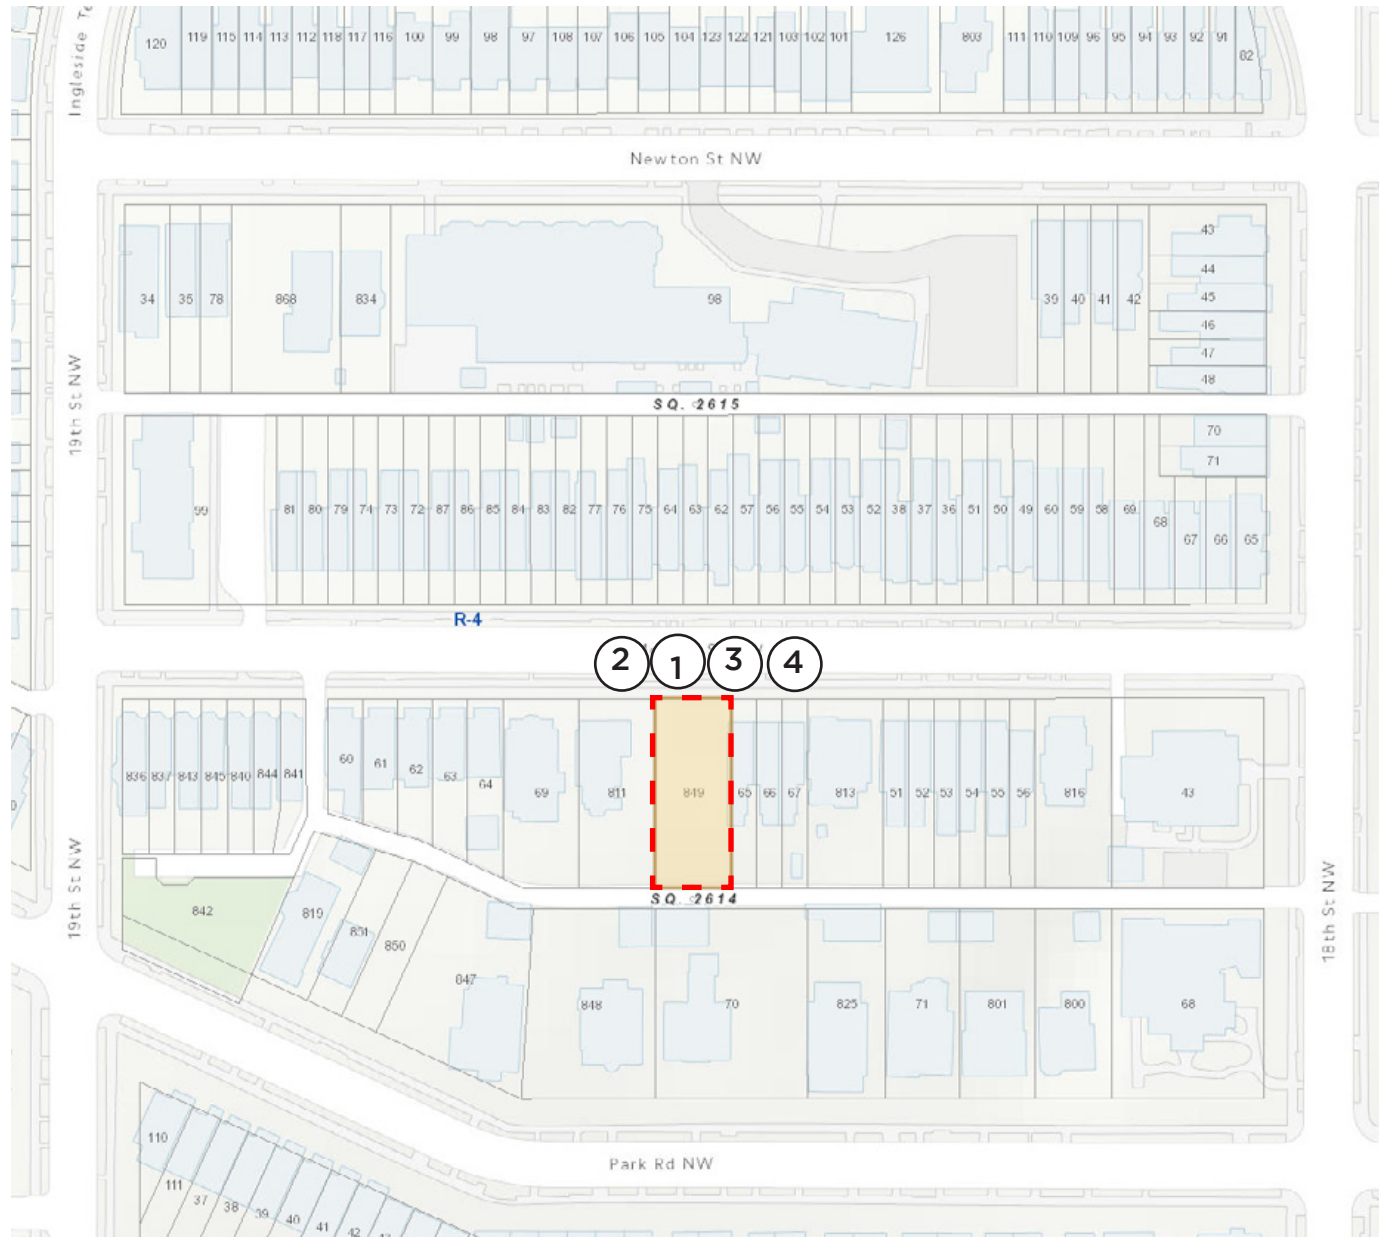 Ingleside Te
120 119 115 114 113 112 118 117 116 100 99 98 97 108 107 106 105 104 123 122 121 103 102 101 126 803 111 110 109 96 95 94 93 92 91 82
Newton St NW
43
44
34 35 78 868 834 98 39 40 41 42 45
46
47
48
19th St NW
SQ. 2615
70
71
99 81 80 79 74 73 72 87 86 85 84 83 82 77 76 75 64 63 62 57 56 55 54 53 52 38 37 36 51 50 49 60 59 58 69 68 67 66 65
R-4
2 1 3 4
836 837 843 845 840 844 841 60 61 62 63 64 69 811 849 65 66 67 813 51 52 53 54 55 56 816 43
19th St NW
SQ. 2614
18th St NW
842 819 831 850 847 848 70 825 71 801 800 68
Park Rd NW
110 111 37 38 39 40 41 42